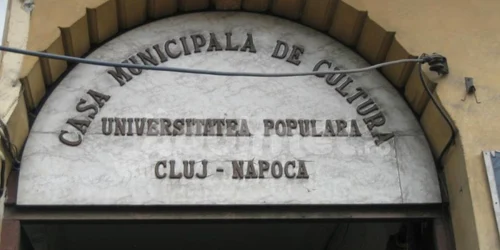 CASA MUNICIPALA DE CULTURA
UNIVERSITATEA POPULARA
CLUJ - NAPOCA